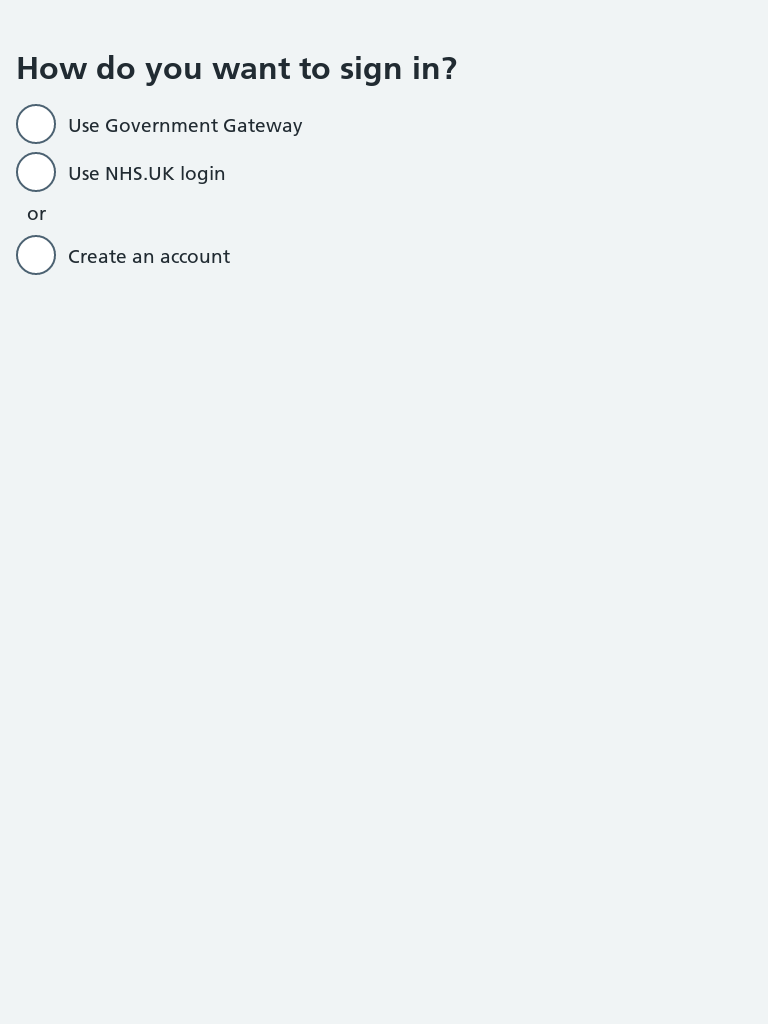 How do you want to sign in?
Use Government Gateway
Use NHS.UK login
or
Create an account